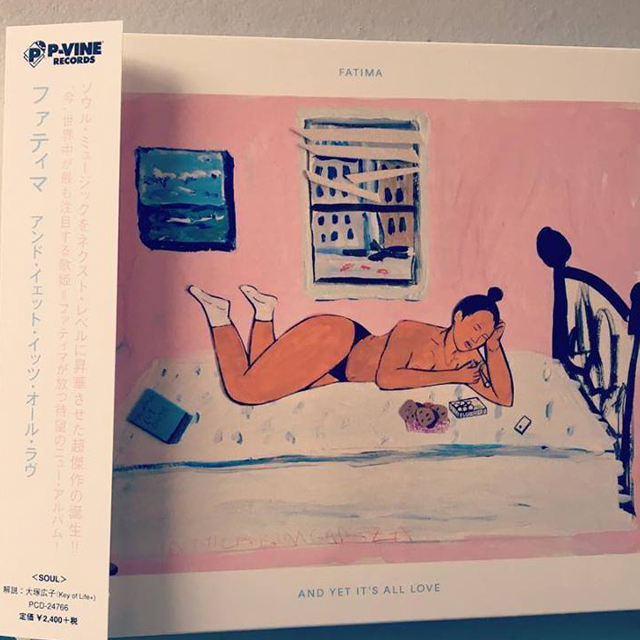 P-VINE
RECORDS
ファティマ
アンド・イェット・イッツ・オール・ラヴ
ソウル・ミュージックをネクスト・レベルに昇華させた超傑作の誕生!!
今、世界中が最も注目する歌姫=ファティマが放つ待望のニュー・アルバム!
<SOUL>
解説:大塚広子(Key of Life+)
PCD-24766
定価 ¥2,400+税
FATIMA
AND YET IT'S ALL LOVE